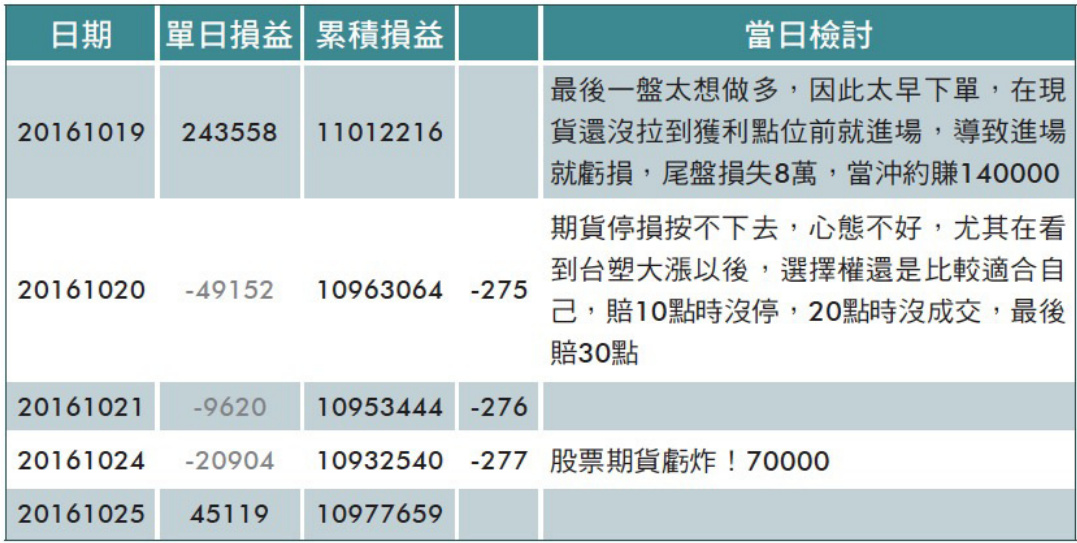 日期 單日損益 累積損益 當日檢討
最後一盤太想做多，因此太早下單，在現
20161019 243558 11012216 貨還沒拉到獲利點位前就進場，導致進場
就虧損，尾盤損失8萬，當沖約賺140000
期貨停損按不下去，心態不好，尤其在看
20161020 -49152 10963064 -275 到台塑大漲以後，選擇權還是比較適合自
己，賠10點時沒停，20點時沒成交，最後
賠30點
20161021 -9620 10953444 -276
20161024 -20904 10932540 -277 股票期貨虧炸！70000
20161025 45119 10977659